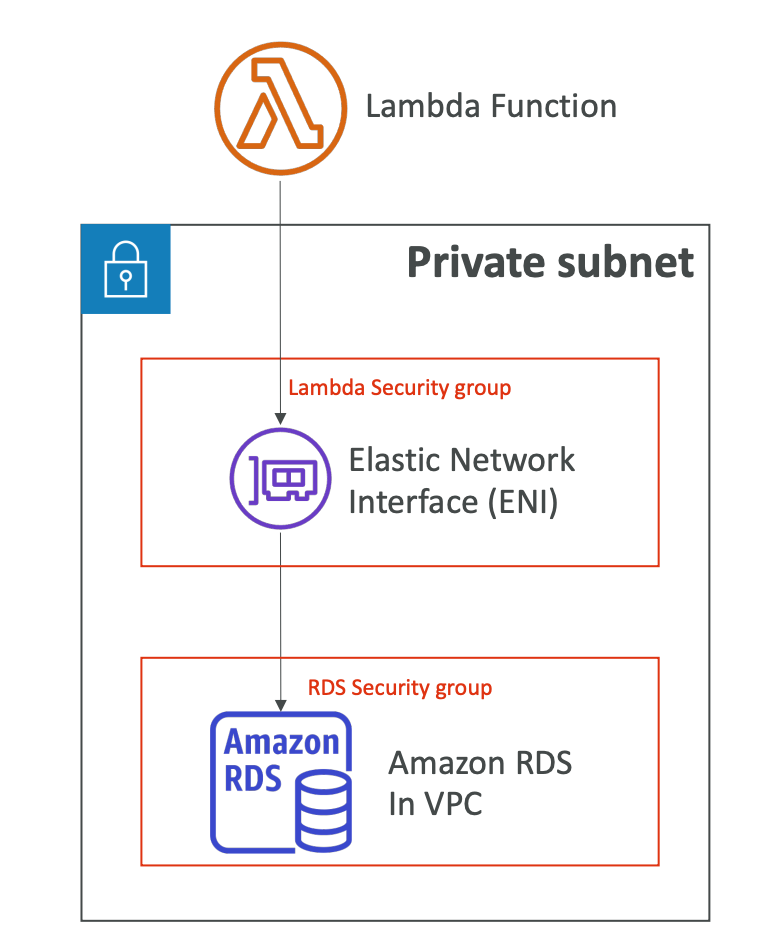 Lambda Function
Private subnet
Lambda Security group
Elastic Network
Interface (ENI)
RDS Security group
Amazon
RDS
Amazon RDS
In VPC